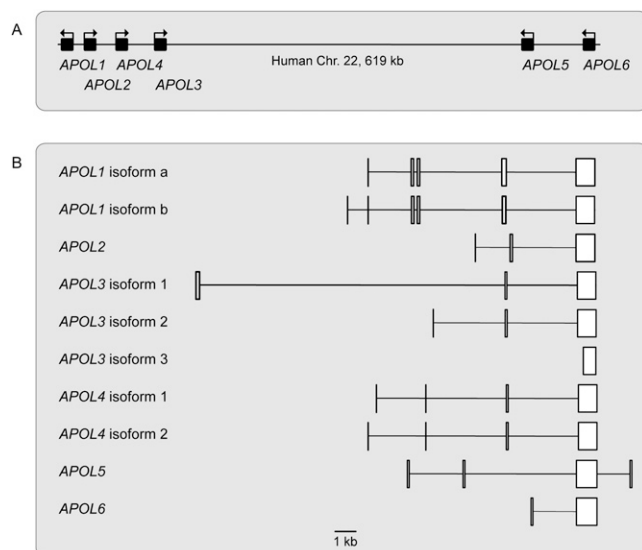 A
APOL1
APOL2
APOL4
APOL3
Human Chr. 22, 619 kb
APOL5
APOL6
B
APOL1 isoform a
APOL1 isoform b
APOL2
APOL3 isoform 1
APOL3 isoform 2
APOL3 isoform 3
APOL4 isoform 1
APOL4 isoform 2
APOL5
APOL6
1 kb